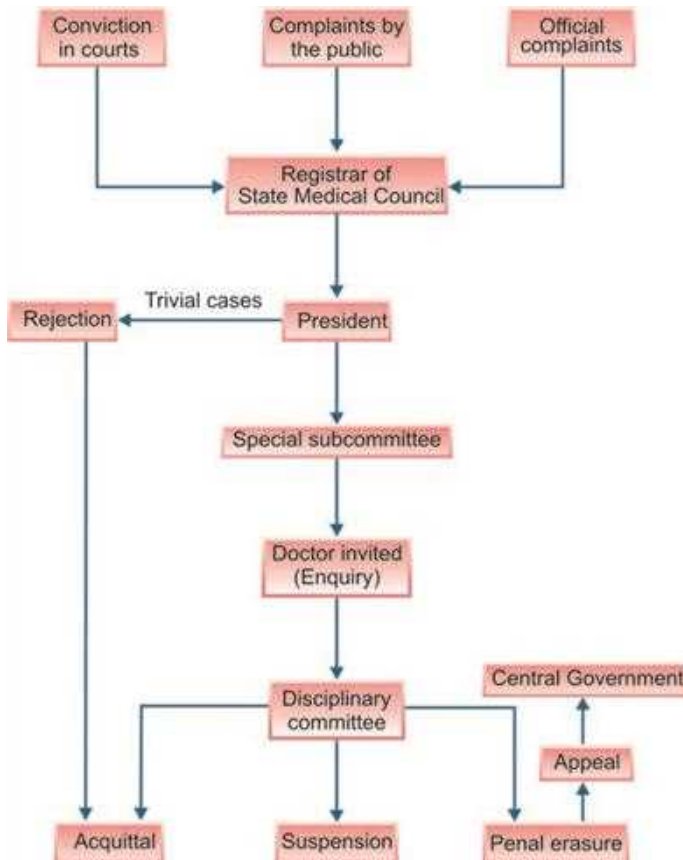 Conviction
in courts
Complaints by
the public
Official
complaints
Registrar of
State Medical Council
Trivial cases
Rejection
President
Special subcommittee
Doctor invited
(Enquiry)
Disciplinary
committee
Central Government
Appeal
Acquittal
Suspension
Penal erasure